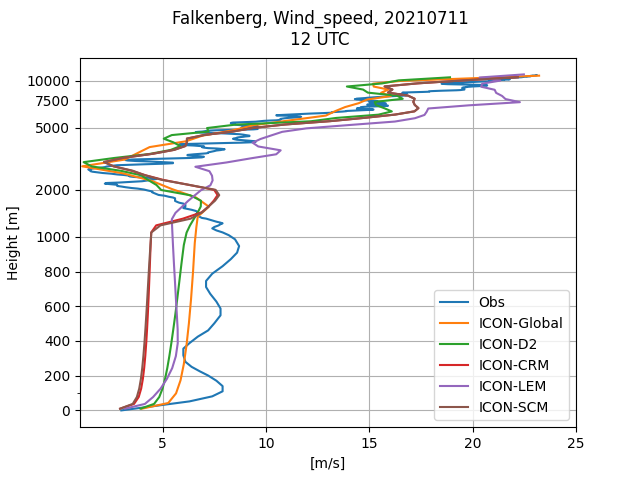 Falkenberg, Wind_speed, 20210711
12 UTC
Height [m]
10000
7500
5000
2000
1000
800
600
400
200
0
5
10
15
20
25
[m/s]
Obs
ICON-Global
ICON-D2
ICON-CRM
ICON-LEM
ICON-SCM